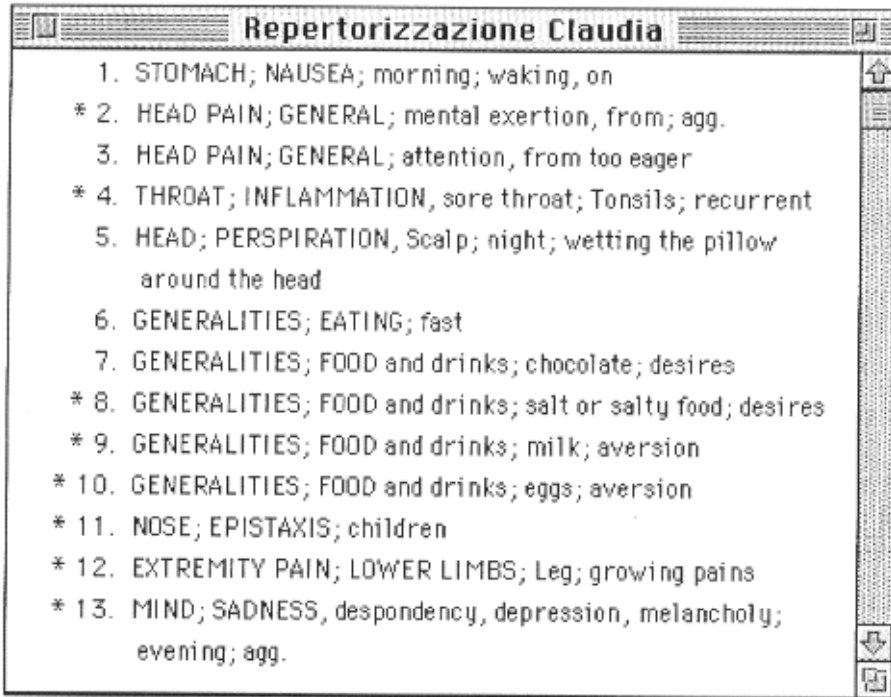 Repertorizzazione Claudia
1. STOMACH; NAUSEA; morning; waking, on
* 2. HEAD PAIN; GENERAL; mental exertion, from; agg.
3. HEAD PAIN; GENERAL; attention, from too eager
* 4. THROAT; INFLAMMATION, sore throat; Tonsils; recurrent
5. HEAD; PERSPIRATION, Scalp; night; wetting the pillow
around the head
6. GENERALITIES; EATING; fast
7. GENERALITIES; FOOD and drinks; chocolate; desires
* 8. GENERALITIES; FOOD and drinks; salt or salty food; desires
* 9. GENERALITIES; FOOD and drinks; milk; aversion
* 10. GENERALITIES; FOOD and drinks; eggs; aversion
* 11. NOSE; EPISTAXIS; children
* 12. EXTREMITY PAIN; LOWER LIMBS; Leg; growing pains
* 13. MIND; SADNESS, despondency, depression, melancholy;
evening; agg.